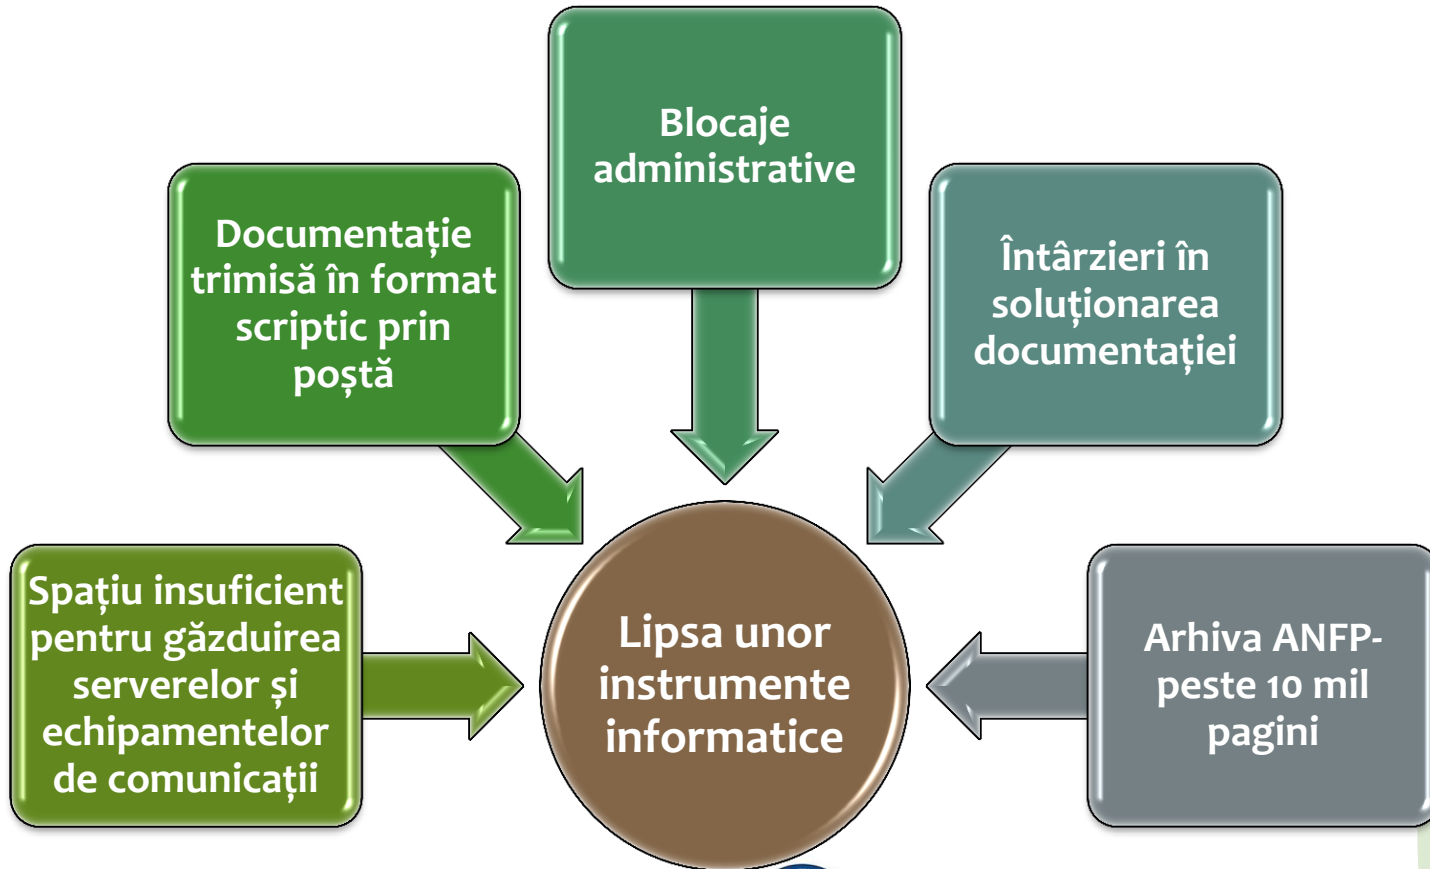 Blocaje
administrative
Documentație
trimisă în format
scriptic prin
poștă
Întârzieri în
soluționarea
documentației
Spațiu insuficient
pentru găzduirea
serverelor și
echipamentelor
de comunicații
Lipsa unor
instrumente
informatice
Arhiva ANFP-
peste 10 mil
pagini